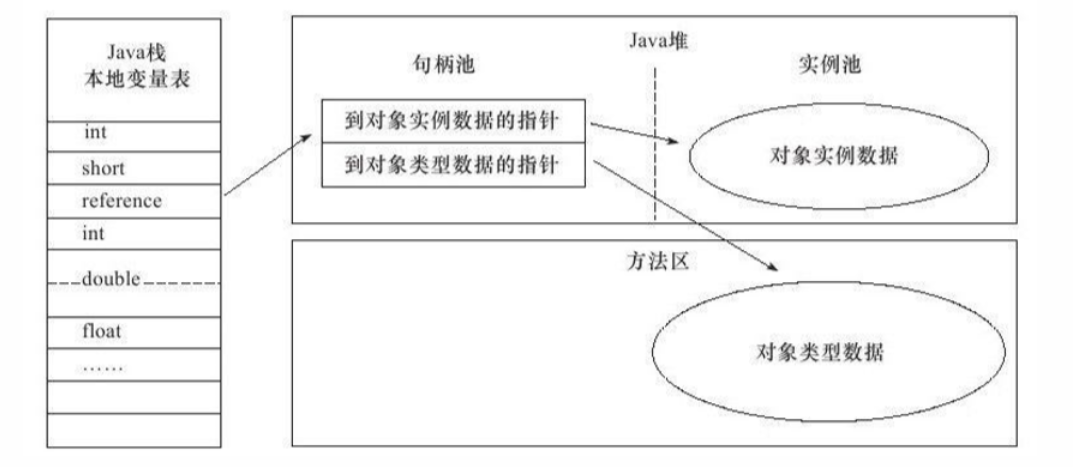 Java栈
本地变量表
int
short
reference
int
double
float
……
Java堆
句柄池
实例池
到对象实例数据的指针
到对象类型数据的指针
对象实例数据
方法区
对象类型数据